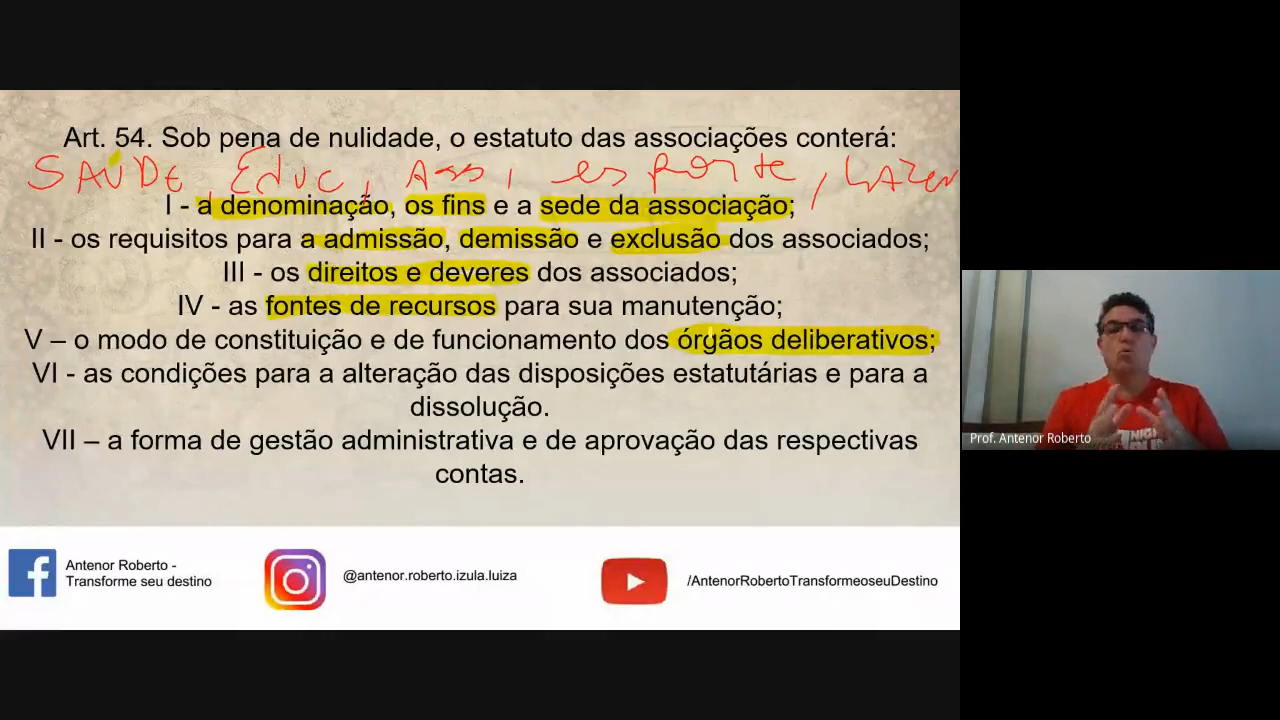 Art. 54. Sob pena de nulidade, o estatuto das associações conterá:
SAÚDE, EDUC, ASS, esporte, LAZer
I - a denominação, os fins e a sede da associação;
II - os requisitos para a admissão, demissão e exclusão dos associados;
III - os direitos e deveres dos associados;
IV - as fontes de recursos para sua manutenção;
V – o modo de constituição e de funcionamento dos órgãos deliberativos;
VI - as condições para a alteração das disposições estatutárias e para a
dissolução.
VII – a forma de gestão administrativa e de aprovação das respectivas
contas.
Prof. Antenor Roberto
Antenor Roberto -
Transforme seu destino
@antenor.roberto.izula.luiza
/AntenorRobertoTransformeoseuDestino